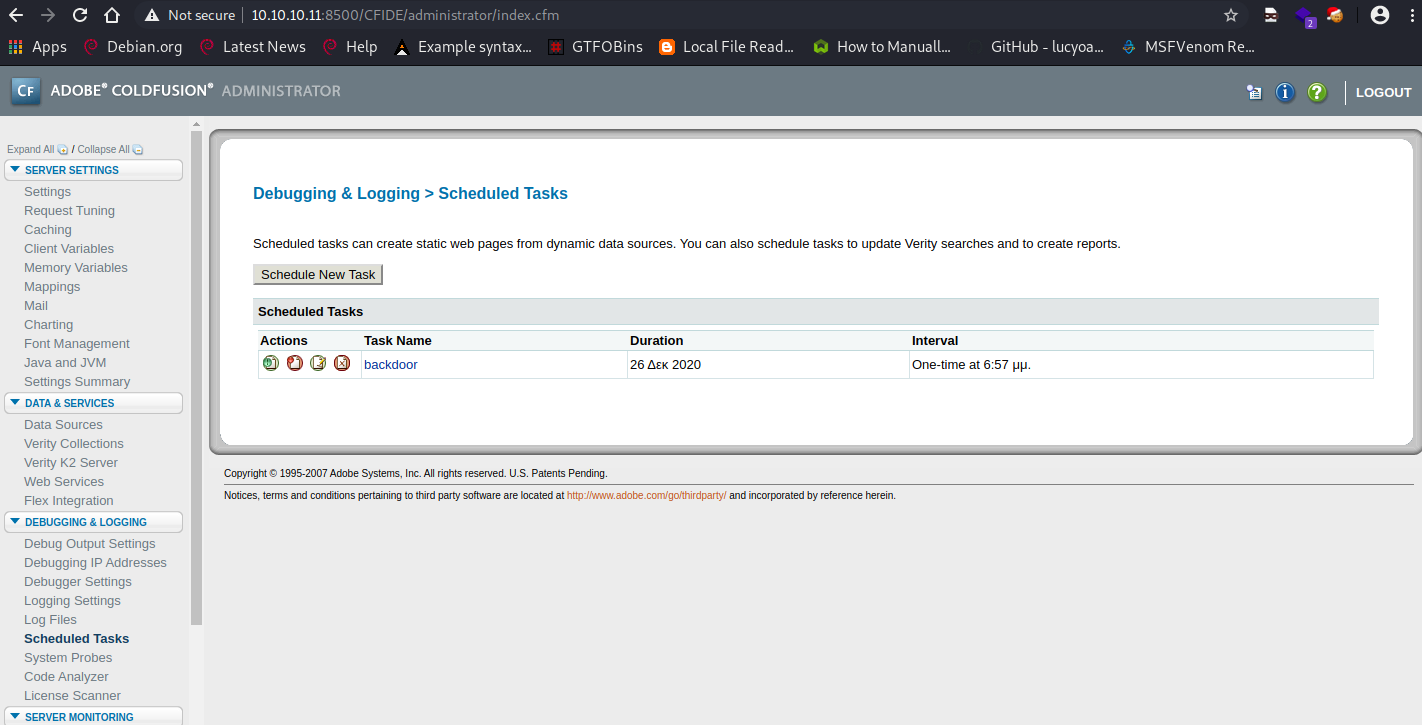 Not secure 10.10.10.11:8500/CFIDE/administrator/index.cfm
2
Apps Debian.org Latest News Help Example syntax... GTFOBins Local File Read... How to Manuall... GitHub - lucyoa... MSFVenom Re...
CF ADOBE® COLDFUSION® ADMINISTRATOR
i ? LOGOUT
Expand All / Collapse All
SERVER SETTINGS
Settings
Request Tuning
Caching
Client Variables
Memory Variables
Mappings
Mail
Charting
Font Management
Java and JVM
Settings Summary
DATA & SERVICES
Data Sources
Verity Collections
Verity K2 Server
Web Services
Flex Integration
DEBUGGING & LOGGING
Debug Output Settings
Debugging IP Addresses
Debugger Settings
Logging Settings
Log Files
Scheduled Tasks
System Probes
Code Analyzer
License Scanner
SERVER MONITORING
Debugging & Logging > Scheduled Tasks
Scheduled tasks can create static web pages from dynamic data sources. You can also schedule tasks to update Verity searches and to create reports.
Schedule New Task
Scheduled Tasks
Actions Task Name Duration Interval
backdoor 26 Δεκ 2020 One-time at 6:57 μμ.
Copyright © 1995-2007 Adobe Systems, Inc. All rights reserved. U.S. Patents Pending.
Notices, terms and conditions pertaining to third party software are located at http://www.adobe.com/go/thirdparty/ and incorporated by reference herein.